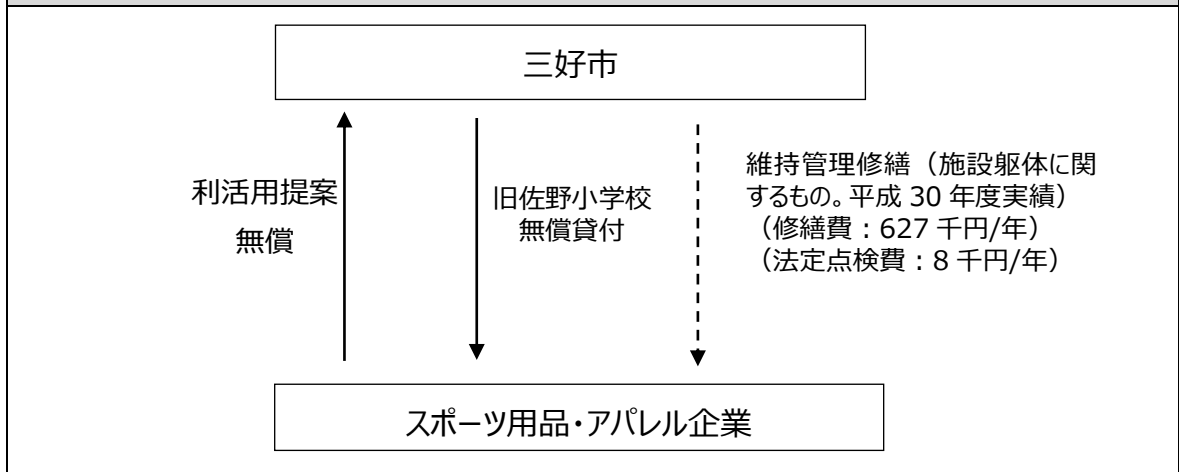 三好市
利活用提案
無償
旧佐野小学校
無償貸付
維持管理修繕（施設躯体に関
するもの。平成 30 年度実績）
（修繕費：627 千円/年）
（法定点検費：8 千円/年）
スポーツ用品・アパレル企業